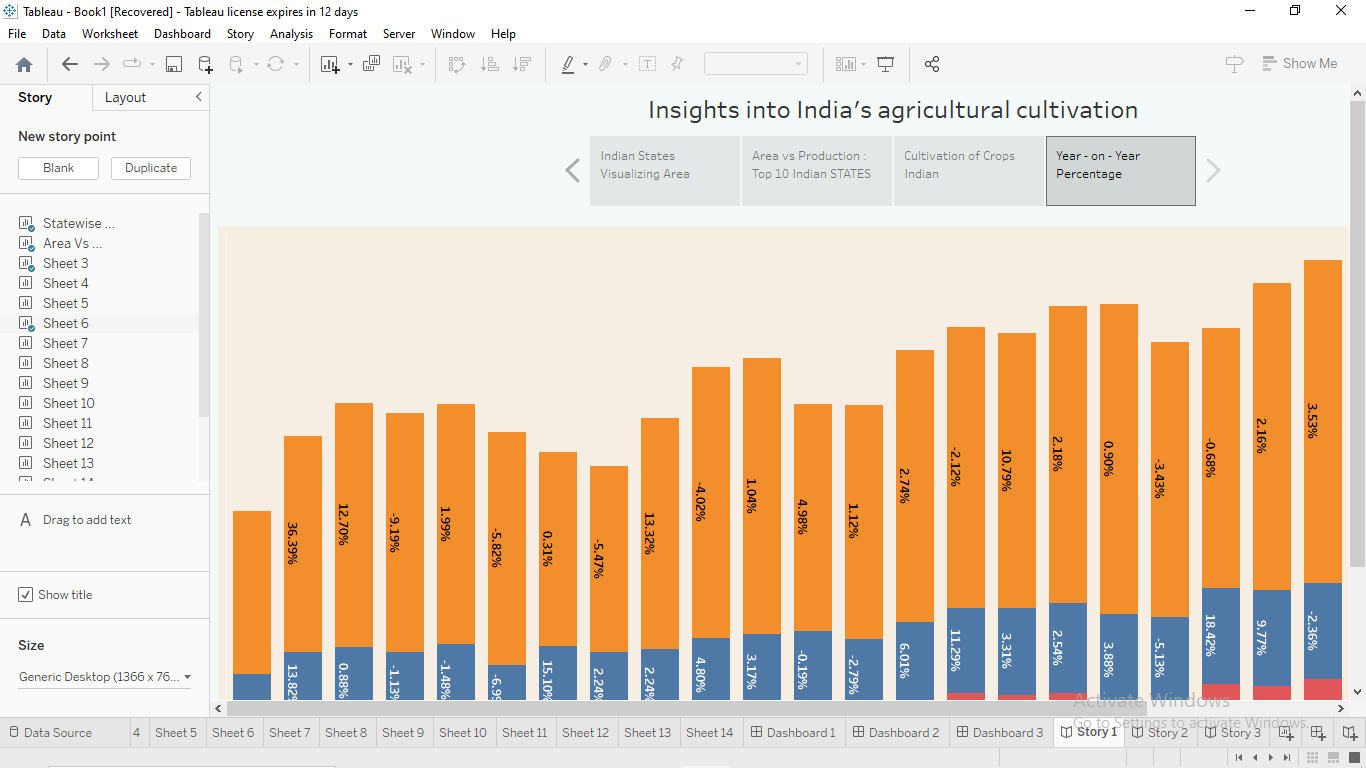 Tableau - Book1 [Recovered] - Tableau license expires in 12 days
File Data Worksheet Dashboard Story Analysis Format Server Window Help
Show Me
Story Layout
New story point
Blank Duplicate
Statewise ...
Area Vs ...
Sheet 3
Sheet 4
Sheet 5
Sheet 6
Sheet 7
Sheet 8
Sheet 9
Sheet 10
Sheet 11
Sheet 12
Sheet 13
A Drag to add text
Show title
Size
Generic Desktop (1366 x 76...
Insights into India's agricultural cultivation
Indian States
Visualizing Area
Area vs Production :
Top 10 Indian STATES
Cultivation of Crops
Indian
Year - on - Year
Percentage
36.39%
12.70%
-9.19%
1.99%
-5.82%
0.31%
-5.47%
13.32%
-4.02%
1.04%
4.98%
1.12%
2.74%
-2.12%
10.79%
2.18%
0.90%
-3.43%
-0.68%
2.16%
3.53%
13.82%
0.88%
-1.13%
-1.48%
15.10%
2.24%
2.24%
4.80%
3.17%
-0.19%
-2.79%
6.01%
11.29%
3.31%
2.54%
3.88%
-5.13%
18.42%
9.77%
-2.36%
Activate Windows
Go to Settings to activate Windows.
Data Source 4 Sheet 5 Sheet 6 Sheet 7 Sheet 8 Sheet 9 Sheet 10 Sheet 11 Sheet 12 Sheet 13 Sheet 14 Dashboard 1 Dashboard 2 Dashboard 3 Story 1 Story 2 Story 3